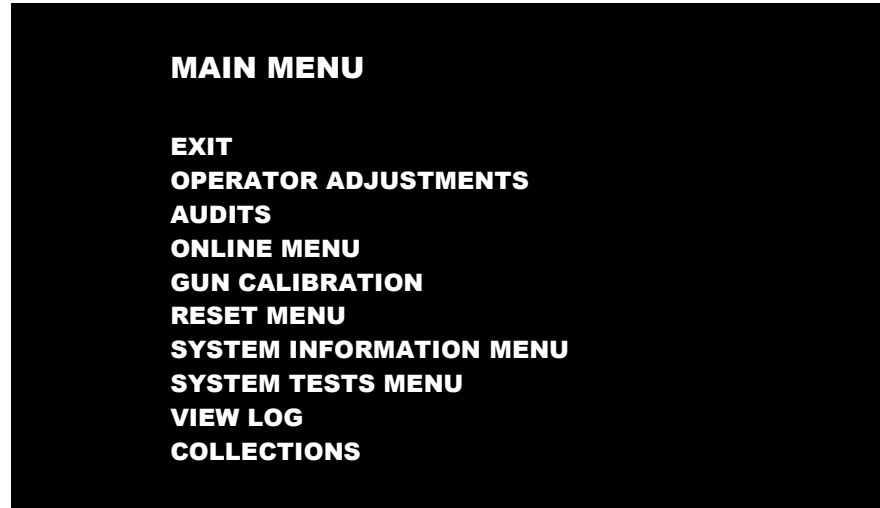 MAIN MENU
EXIT
OPERATOR ADJUSTMENTS
AUDITS
ONLINE MENU
GUN CALIBRATION
RESET MENU
SYSTEM INFORMATION MENU
SYSTEM TESTS MENU
VIEW LOG
COLLECTIONS